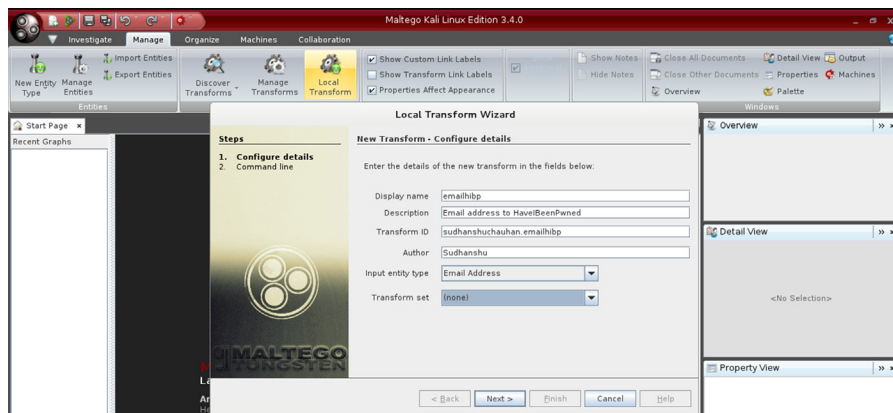 Maltego Kali Linux Edition 3.4.0
Investigate Manage Organize Machines Collaboration
New Entity Type
Manage Entities
Import Entities
Export Entities
Entities
Discover Transforms
Manage Transforms
Local Transform
Show Custom Link Labels
Show Transform Link Labels
Properties Affect Appearance
Show Notes
Hide Notes
Close All Documents
Close Other Documents
Overview
Detail View
Output
Properties
Machines
Palette
Windows
Start Page
Recent Graphs
Local Transform Wizard
Steps
1. Configure details
2. Command line
New Transform - Configure details
Enter the details of the new transform in the fields below:
Display name emailhibp
Description Email address to HaveIBeenPwned
Transform ID sudhanshuchauhan.emailhibp
Author Sudhanshu
Input entity type Email Address
Transform set (none)
MALTEGO
TUNGSTEN
< Back
Next >
Finish
Cancel
Help
Overview
Detail View
<No Selection>
Property View